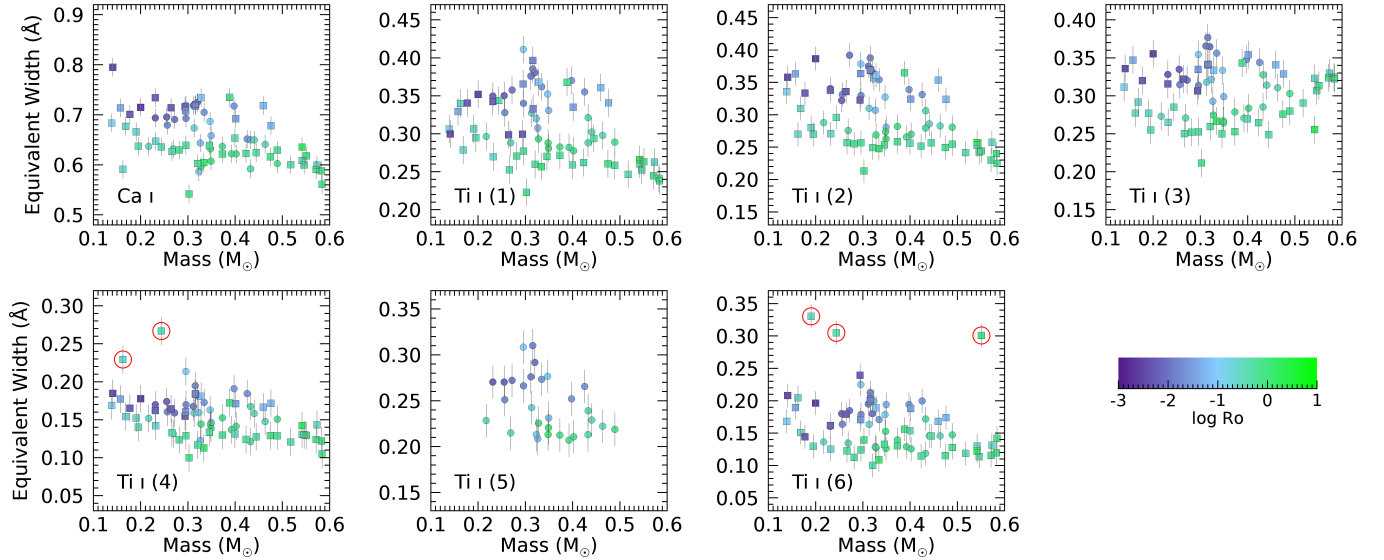 Equivalent Width (Å)
0.9
0.8
0.7
0.6
0.5
Ca ı
0.1 0.2 0.3 0.4 0.5 0.6
Mass (M☉)
0.40
0.35
0.30
0.25
0.20
Ti ı (1)
0.1 0.2 0.3 0.4 0.5 0.6
Mass (M☉)
0.45
0.40
0.35
0.30
0.25
0.20
0.15
Ti ı (2)
0.1 0.2 0.3 0.4 0.5 0.6
Mass (M☉)
0.40
0.35
0.30
0.25
0.20
0.15
Ti ı (3)
0.1 0.2 0.3 0.4 0.5 0.6
Mass (M☉)
Equivalent Width (Å)
0.30
0.25
0.20
0.15
0.10
0.05
Ti ı (4)
0.1 0.2 0.3 0.4 0.5 0.6
Mass (M☉)
0.35
0.30
0.25
0.20
0.15
Ti ı (5)
0.1 0.2 0.3 0.4 0.5 0.6
Mass (M☉)
0.35
0.30
0.25
0.20
0.15
0.10
0.05
Ti ı (6)
0.1 0.2 0.3 0.4 0.5 0.6
Mass (M☉)
-3 -2 -1 0 1
log Ro